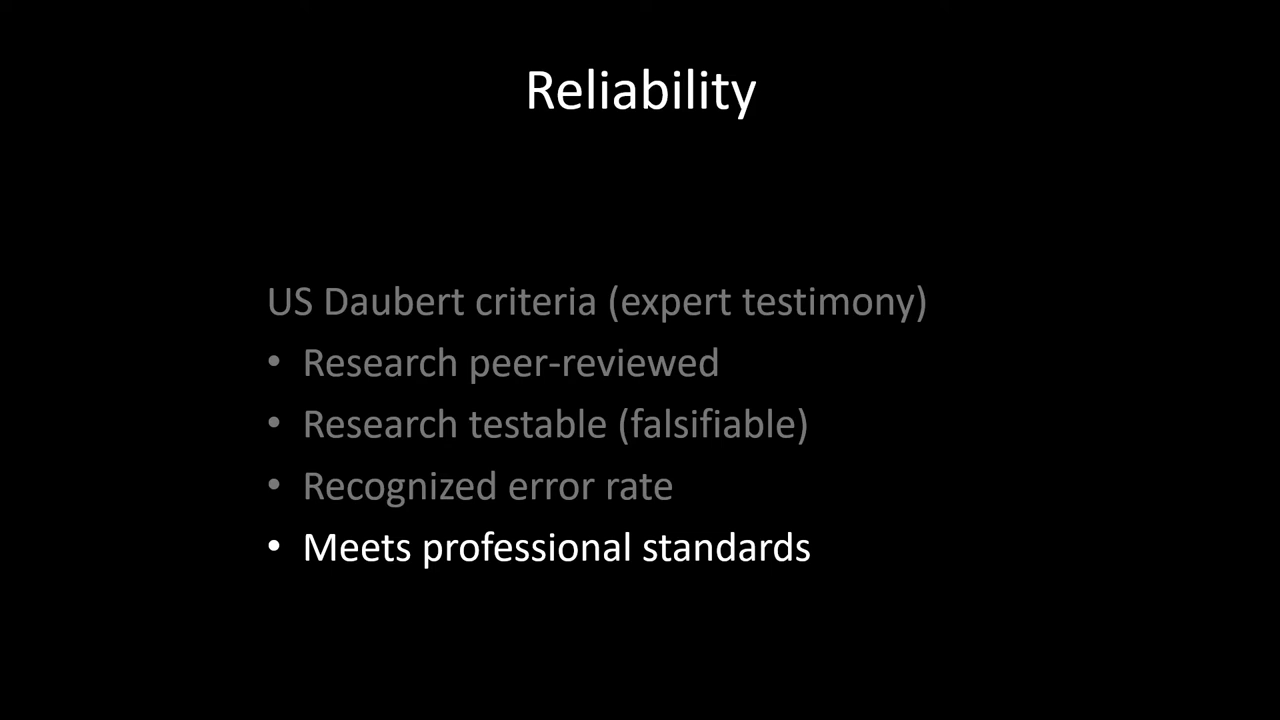 Reliability
US Daubert criteria (expert testimony)
• Research peer-reviewed
• Research testable (falsifiable)
• Recognized error rate
• Meets professional standards